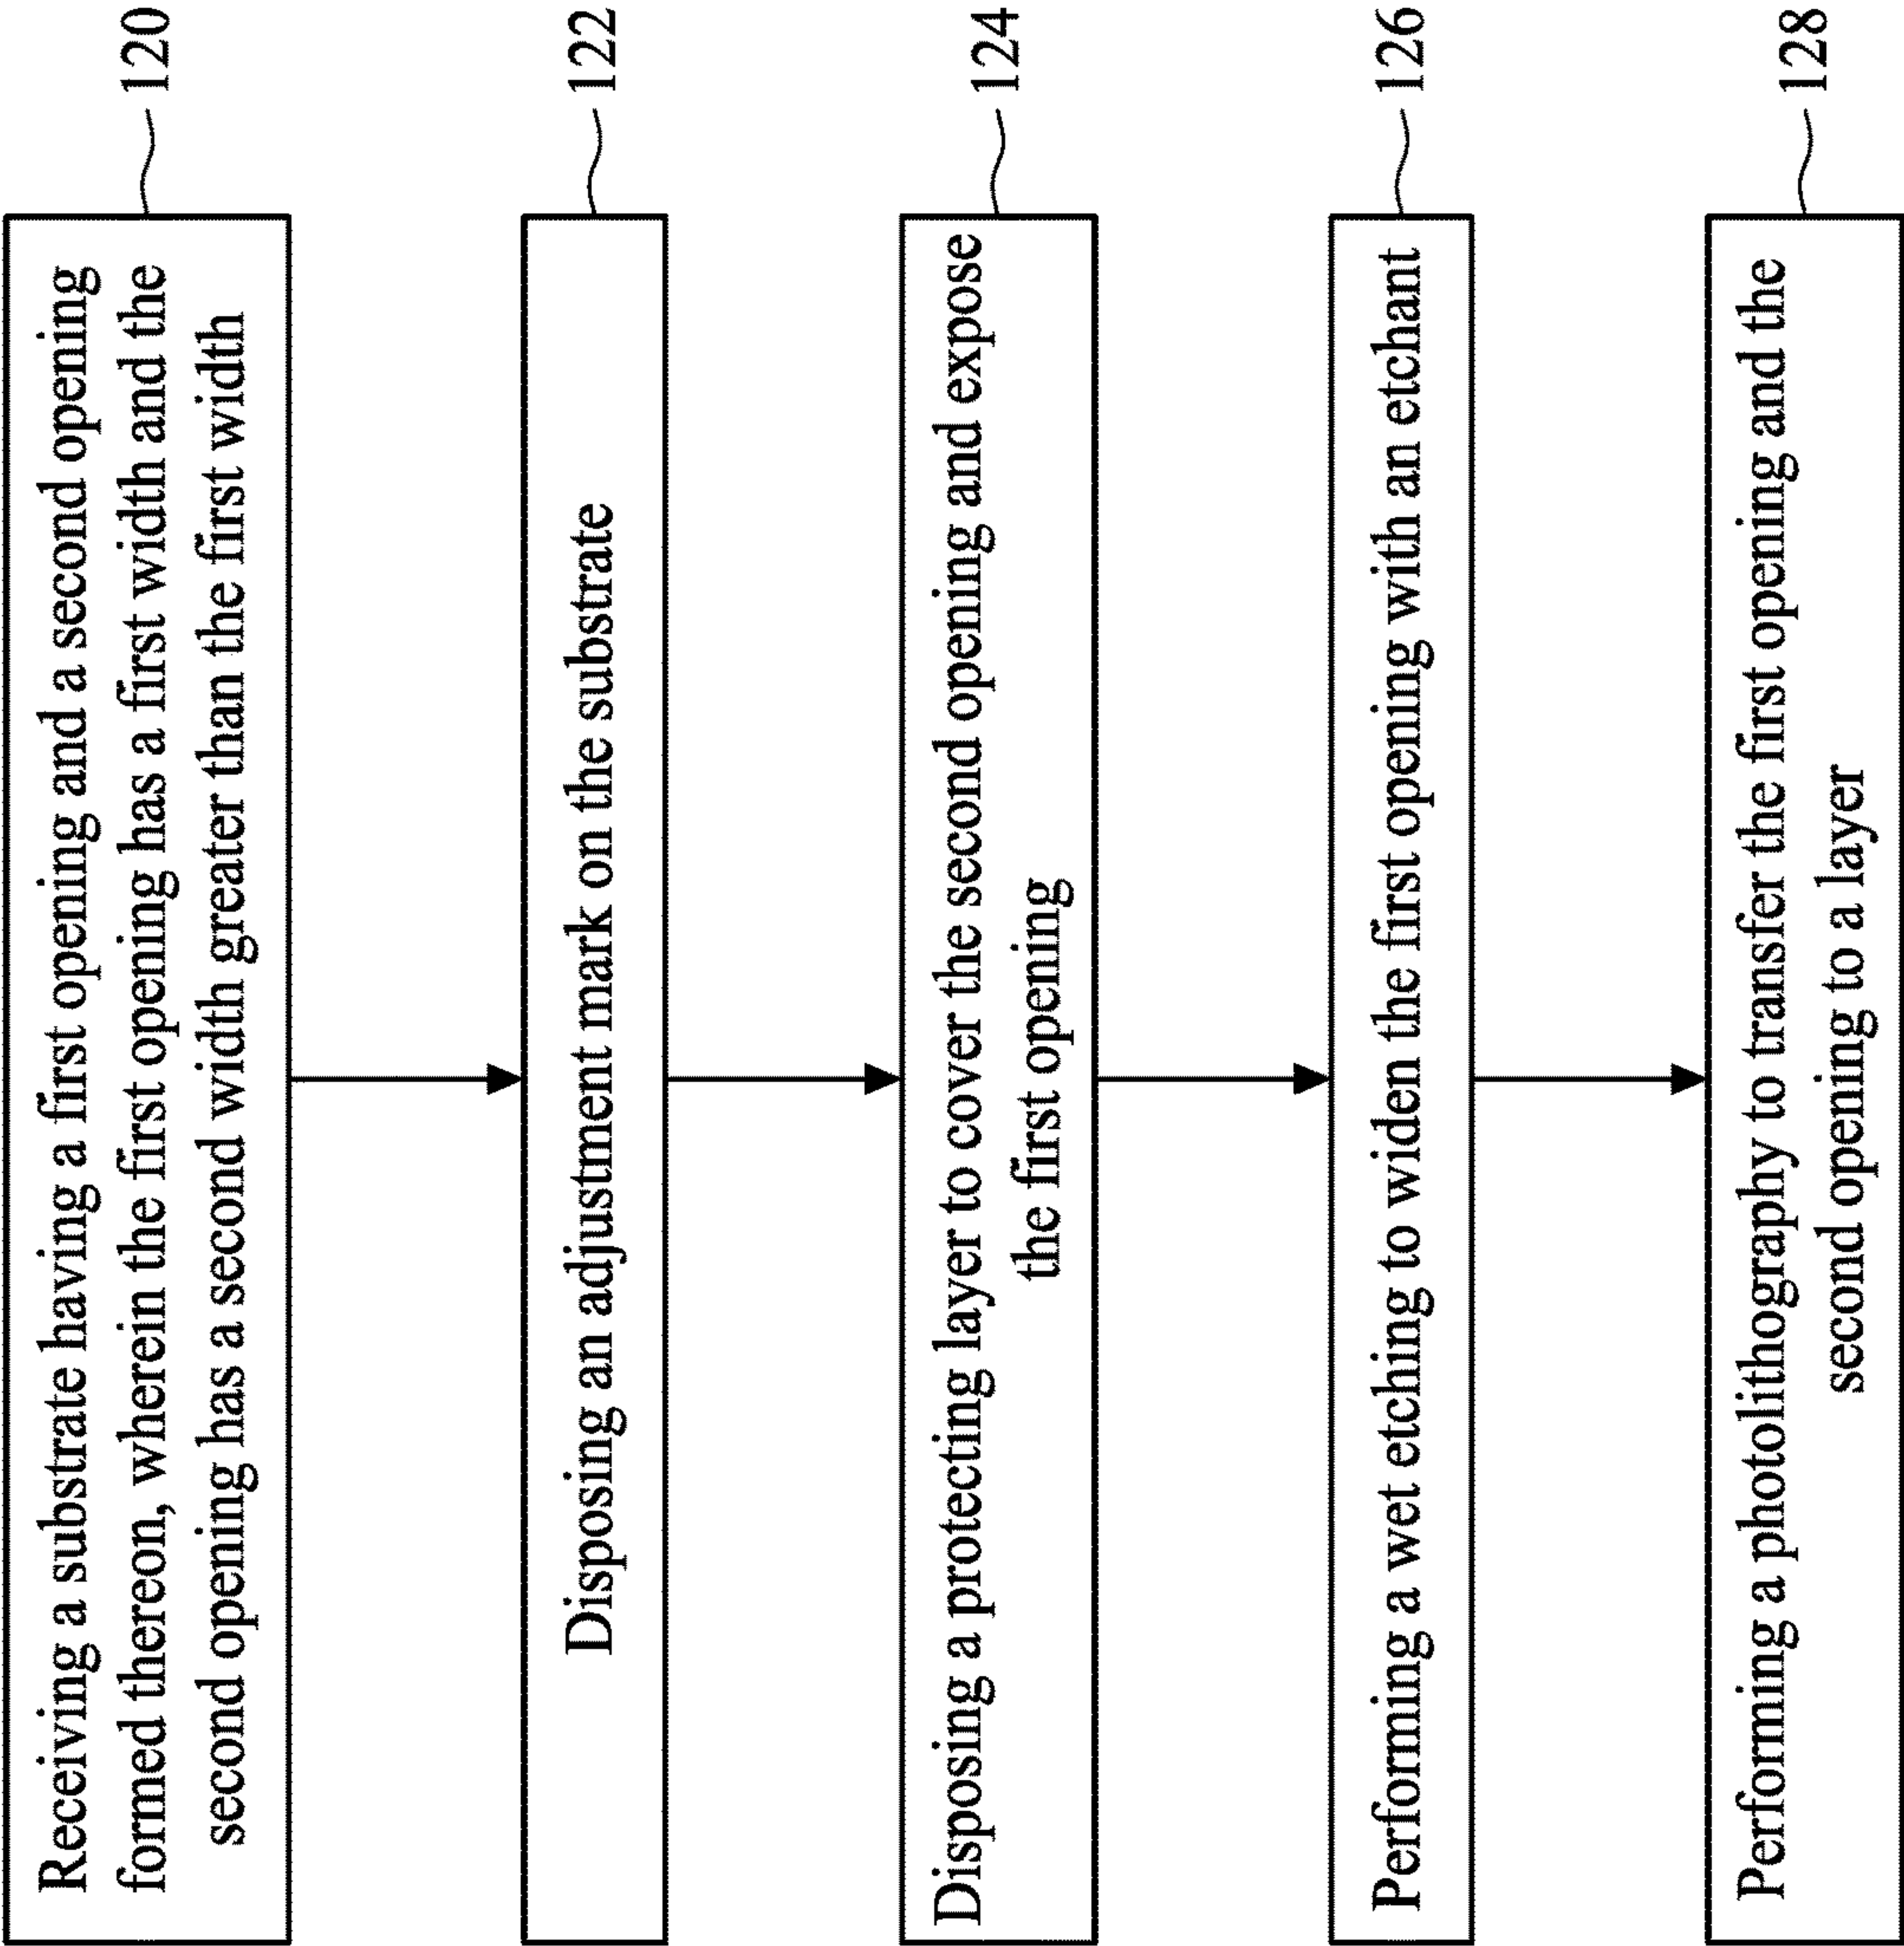 Receiving a substrate having a first opening and a second opening
formed thereon, wherein the first opening has a first width and the
second opening has a second width greater than the first width
120
Disposing an adjustment mark on the substrate
122
Disposing a protecting layer to cover the second opening and expose
the first opening
124
Performing a wet etching to widen the first opening with an etchant
126
Performing a photolithography to transfer the first opening and the
second opening to a layer
128